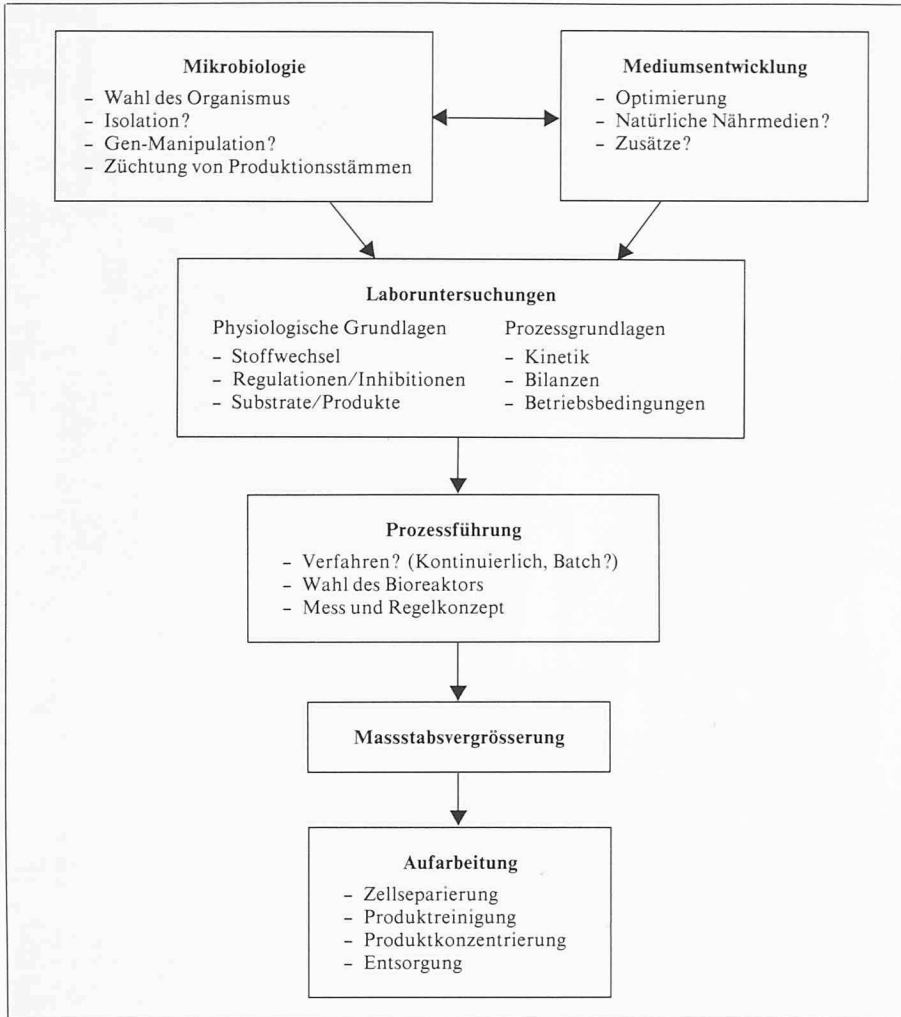 Mikrobiologie
– Wahl des Organismus
– Isolation?
– Gen-Manipulation?
– Züchtung von Produktionsstämmen
Mediumsentwicklung
– Optimierung
– Natürliche Nährmedien?
– Zusätze?
Laboruntersuchungen
Physiologische Grundlagen
– Stoffwechsel
– Regulationen/Inhibitionen
– Substrate/Produkte
Prozessgrundlagen
– Kinetik
– Bilanzen
– Betriebsbedingungen
Prozessführung
– Verfahren? (Kontinuierlich, Batch?)
– Wahl des Bioreaktors
– Mess und Regelkonzept
Massstabsvergrösserung
Aufarbeitung
– Zellseparierung
– Produktreinigung
– Produktkonzentrierung
– Entsorgung